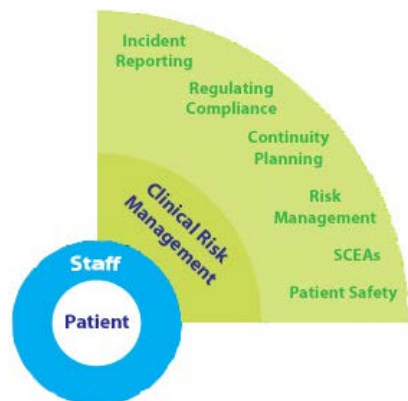 Incident
Reporting
Regulating
Compliance
Continuity
Planning
Risk
Management
SCEAs
Patient Safety
Clinical Risk
Management
Staff
Patient